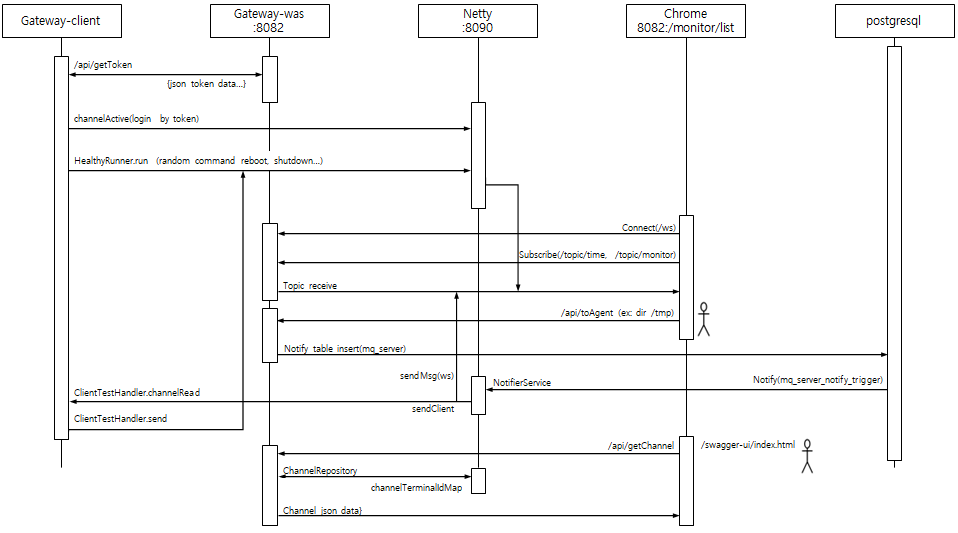 Gateway-client
Gateway-was
:8082
Netty
:8090
Chrome
8082:/monitor/list
postgresql
/api/getToken
{json token data...}
channelActive(login by token)
HealthyRunner.run (random command reboot, shutdown...)
Connect(/ws)
Subscribe(/topic/time, /topic/monitor)
Topic receive
/api/toAgent (ex: dir /tmp)
Notify table insert(mq_server)
sendMsg(ws)
NotifierService
Notify(mq_server_notify_trigger)
ClientTestHandler.channelRead
sendClient
ClientTestHandler.send
/api/getChannel
/swagger-ui/index.html
ChannelRepository
channelTerminalIdMap
Channel json data}